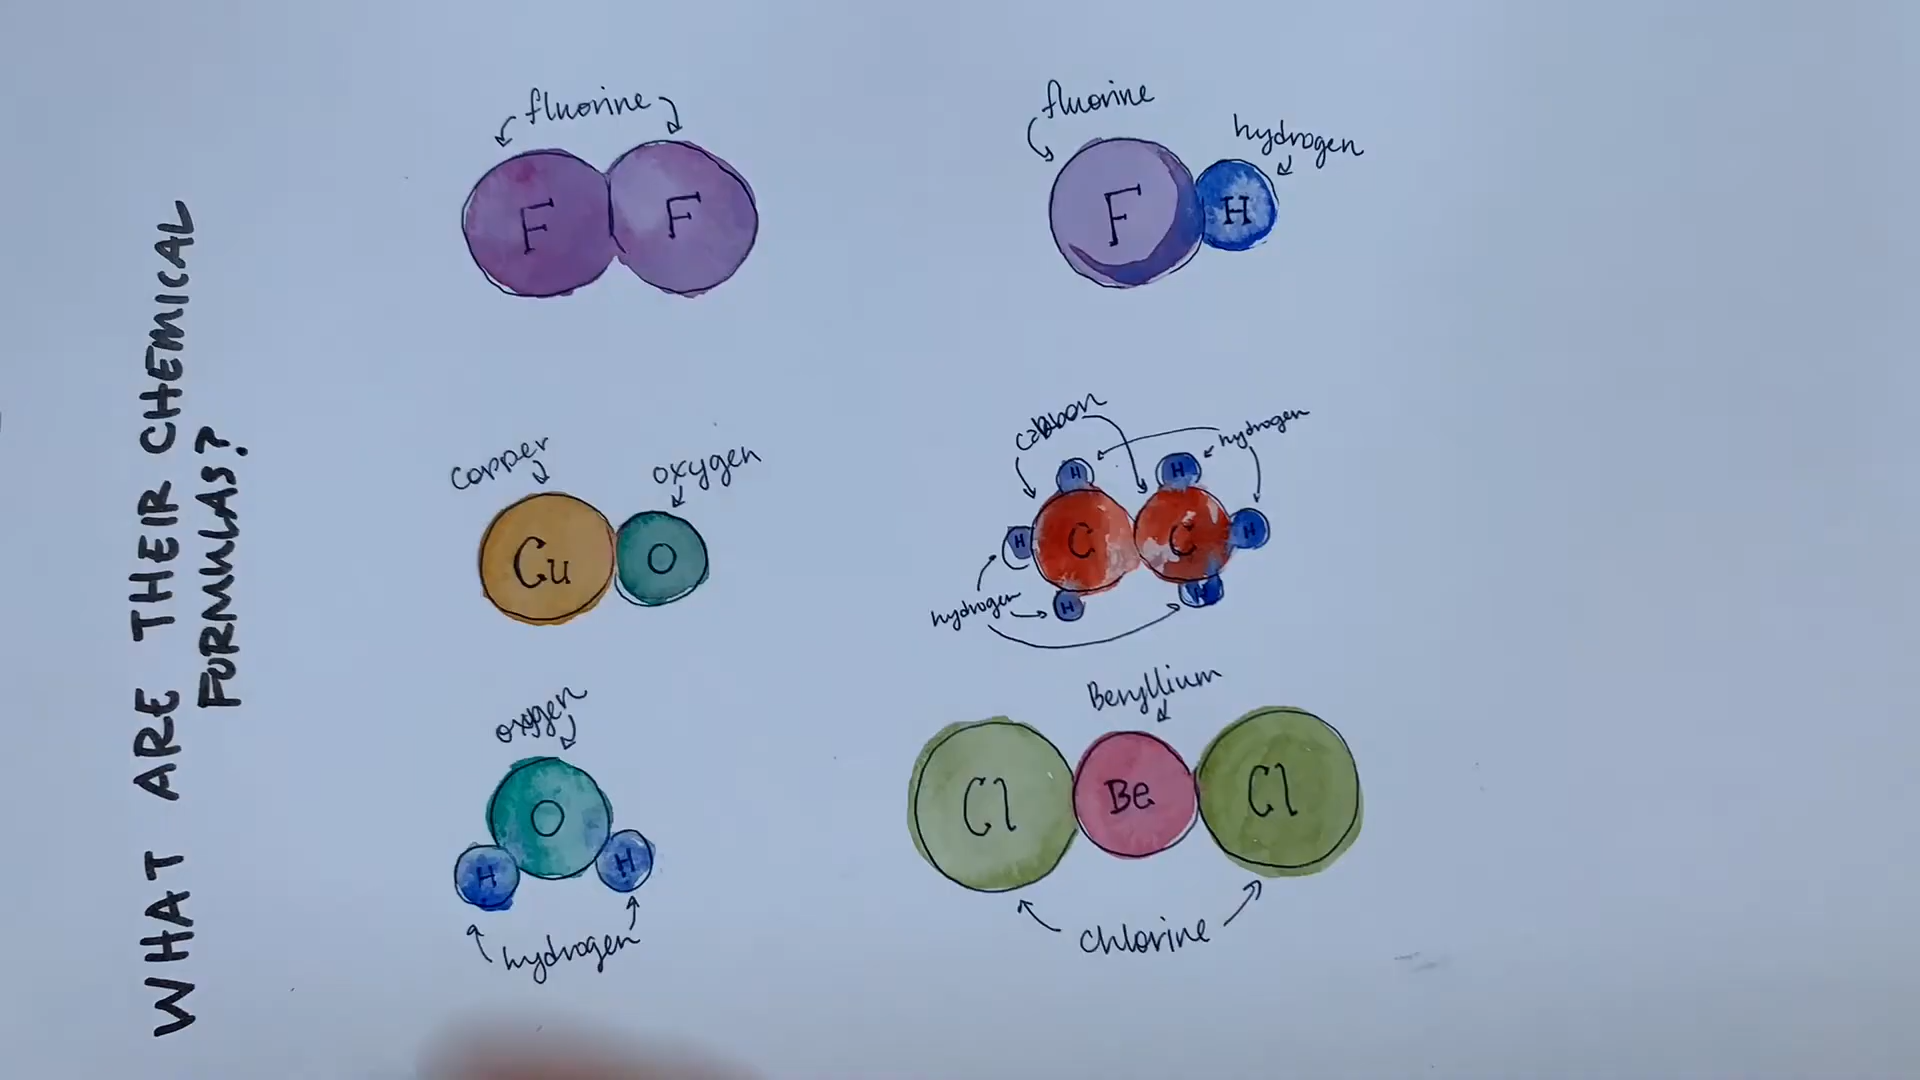 WHAT ARE THEIR CHEMICAL
FORMULAS?
fluorine
F F
fluorine
hydrogen
F H
copper
oxygen
Cu O
carbon
hydrogen
H H
H C C H
H H
hydrogen
oxygen
O
H H
hydrogen
Beryllium
Cl Be Cl
chlorine